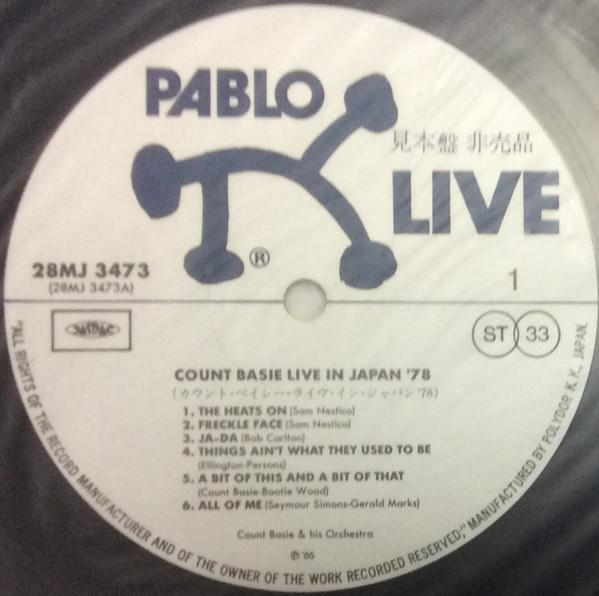 PABLO
見本盤 非売品
LIVE
®
28MJ 3473
(28MJ 3473A)
1
JASRAC
ST 33
COUNT BASIE LIVE IN JAPAN '78
(カウント・ベイシー・ライヴ・イン・ジャパン '78)
1. THE HEATS ON (Sam Nestico)
2. FRECKLE FACE (Sam Nestico)
3. JA-DA (Bob Carlton)
4. THINGS AIN'T WHAT THEY USED TO BE
(Ellington-Persons)
5. A BIT OF THIS AND A BIT OF THAT
(Count Basie-Bootie Wood)
6. ALL OF ME (Seymour Simons-Gerald Marks)
Count Basie & his Orchestra
℗ '86
"ALL RIGHTS OF THE RECORD MANUFACTURER AND OF THE OWNER OF THE WORK RECORDED RESERVED," MANUFACTURED BY POLYDOR K.K., JAPAN.